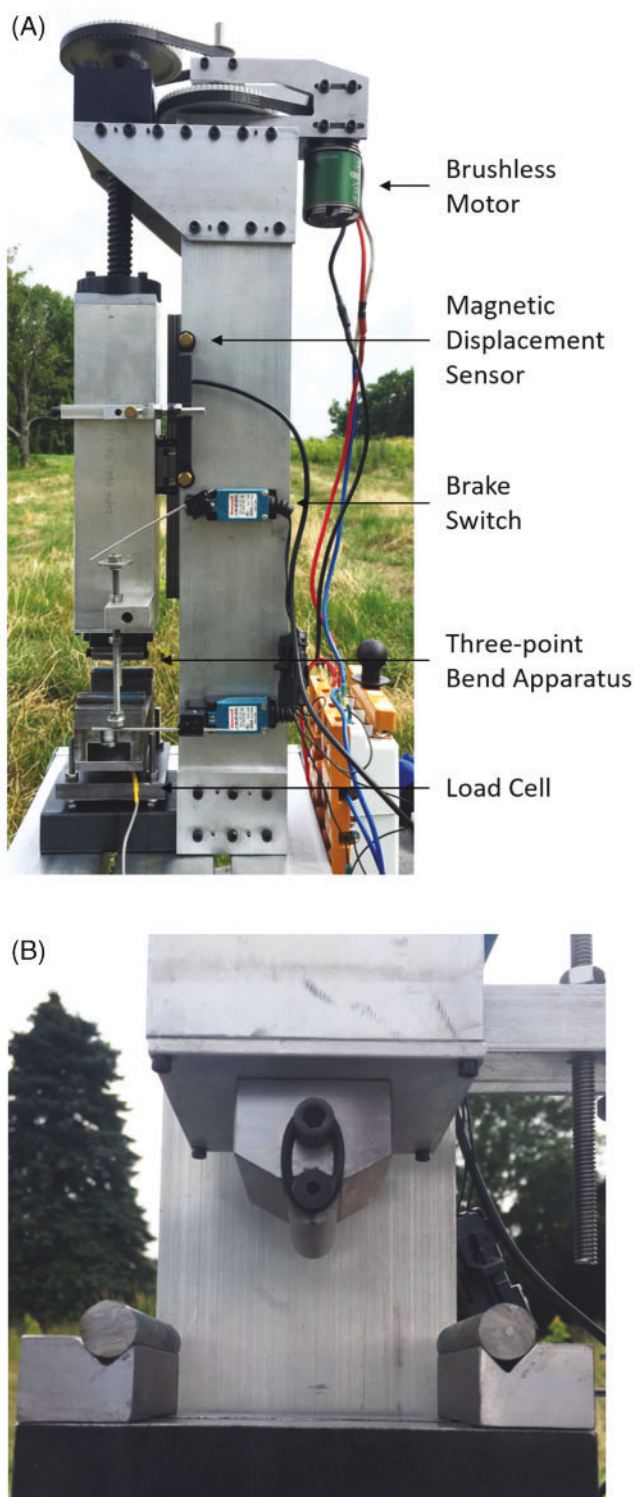 (A)
Brushless
Motor
Magnetic
Displacement
Sensor
Brake
Switch
Three-point
Bend Apparatus
Load Cell
(B)